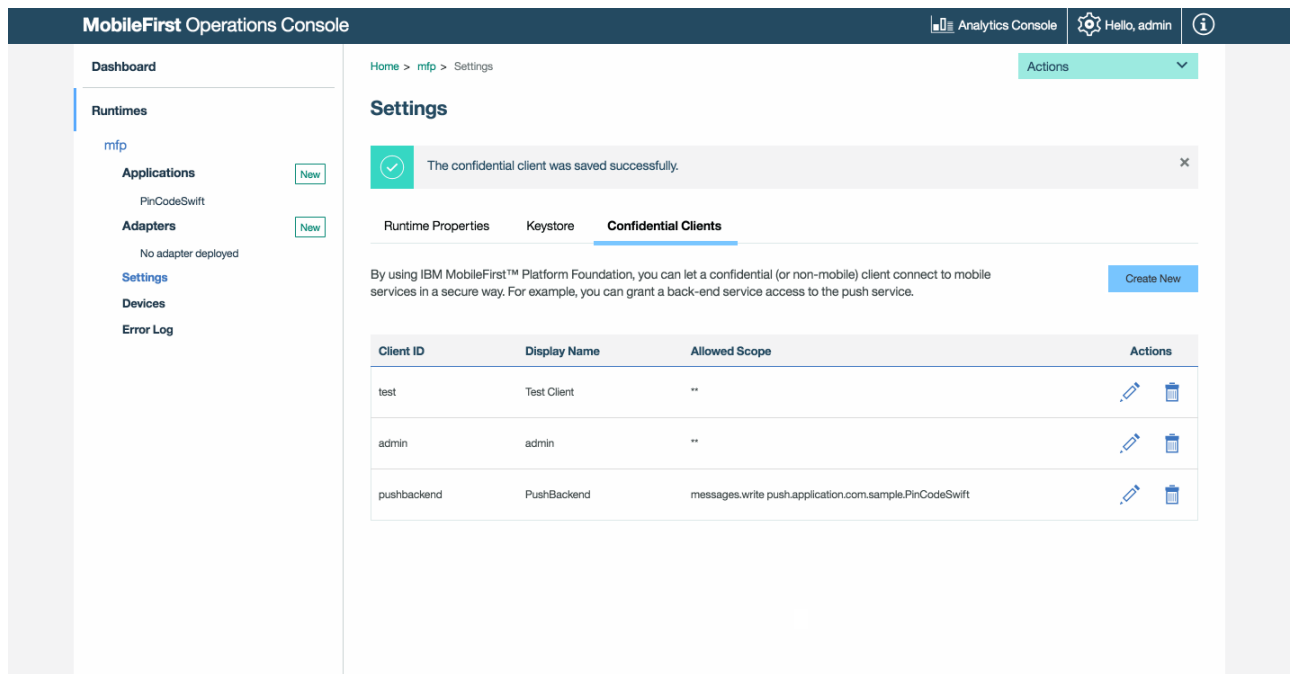 MobileFirst Operations Console
Analytics Console
Hello, admin
Dashboard
Runtimes
mfp
Applications
New
PinCodeSwift
Adapters
New
No adapter deployed
Settings
Devices
Error Log
Home > mfp > Settings
Actions
Settings
The confidential client was saved successfully.
Runtime Properties Keystore Confidential Clients
By using IBM MobileFirst™ Platform Foundation, you can let a confidential (or non-mobile) client connect to mobile
services in a secure way. For example, you can grant a back-end service access to the push service.
Create New
Client ID Display Name Allowed Scope Actions
test Test Client **
admin admin **
pushbackend PushBackend messages.write push.application.com.sample.PinCodeSwift